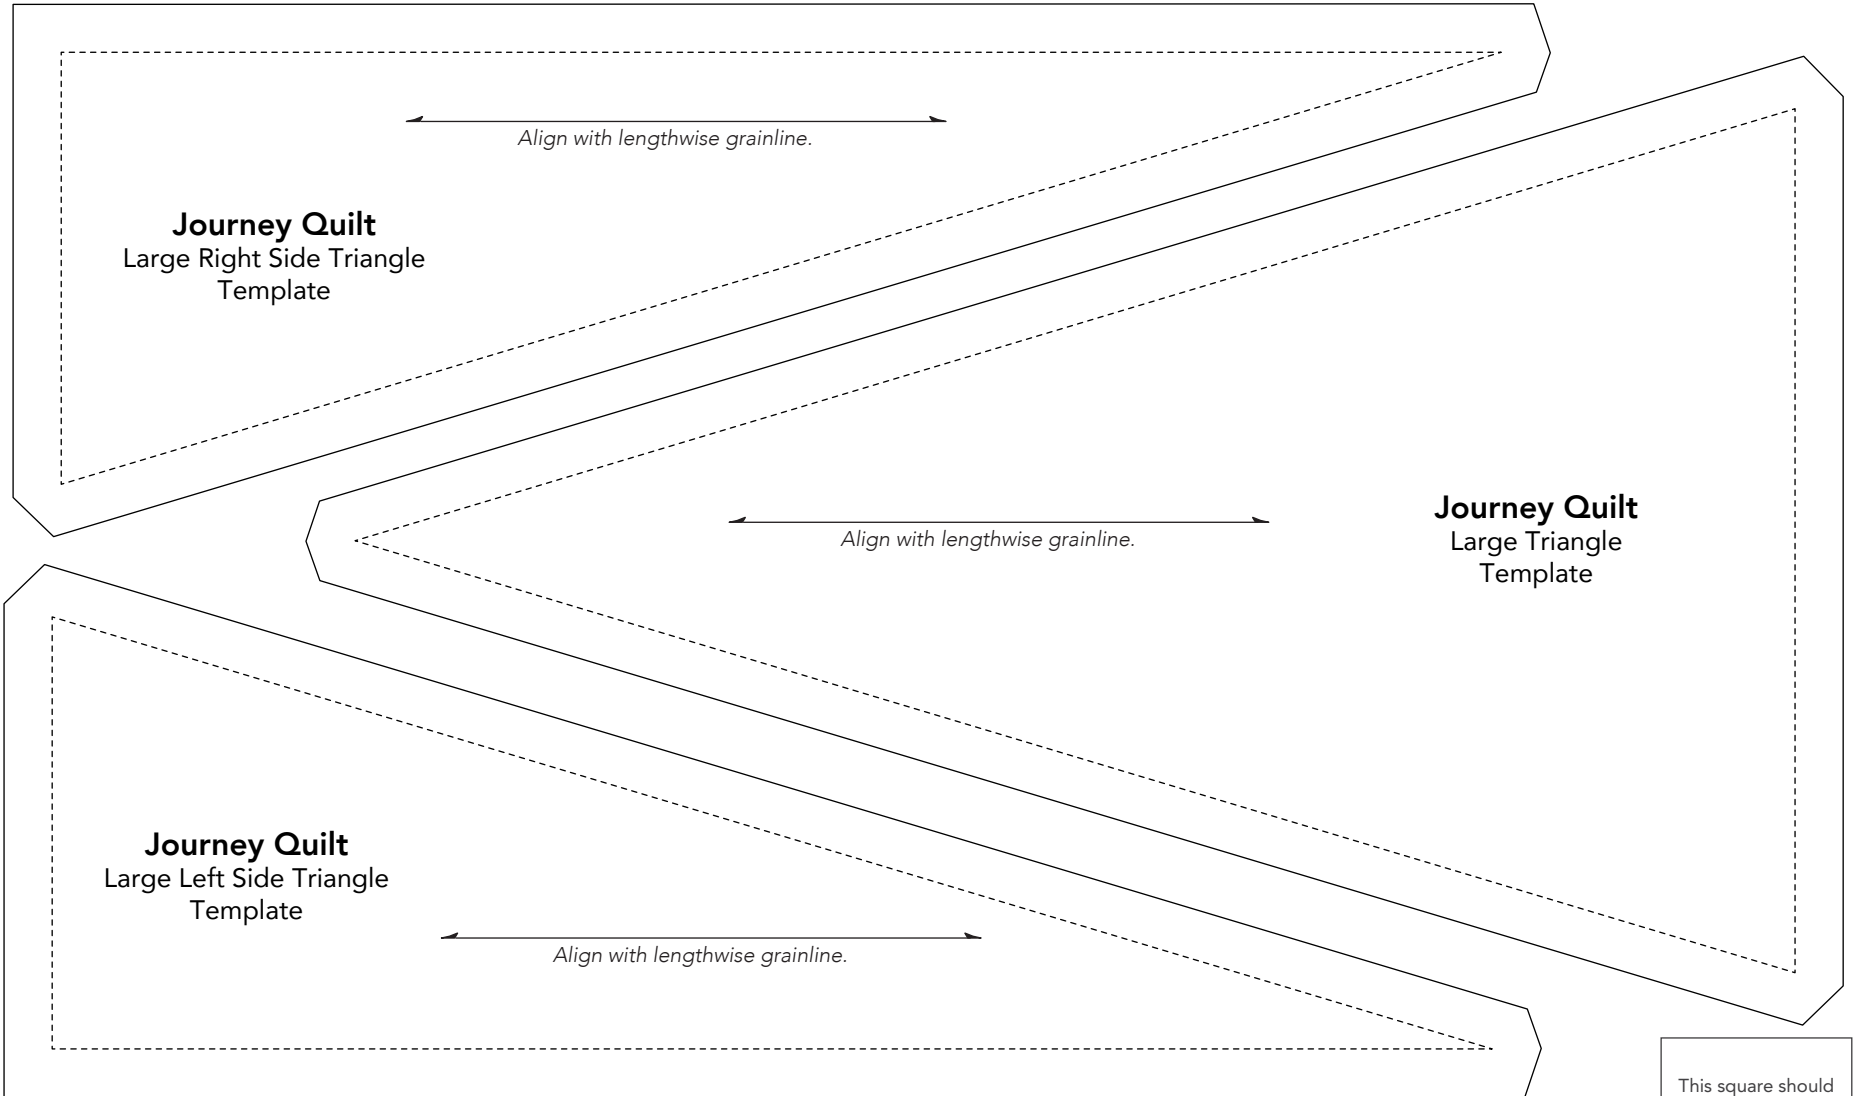 Align with lengthwise grainline.
Journey Quilt
Large Right Side Triangle
Template
Align with lengthwise grainline.
Journey Quilt
Large Triangle
Template
Journey Quilt
Large Left Side Triangle
Template
Align with lengthwise grainline.
This square should